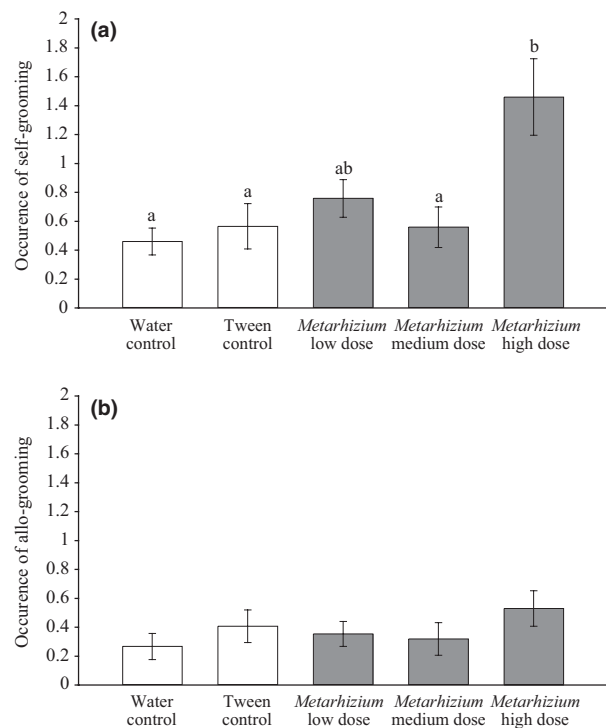 (a)
Occurence of self-grooming
2
1.8
1.6
1.4
1.2
1
0.8
0.6
0.4
0.2
0
a
a
ab
a
b
Water control
Tween control
Metarhizium low dose
Metarhizium medium dose
Metarhizium high dose
(b)
Occurence of allo-grooming
2
1.8
1.6
1.4
1.2
1
0.8
0.6
0.4
0.2
0
Water control
Tween control
Metarhizium low dose
Metarhizium medium dose
Metarhizium high dose